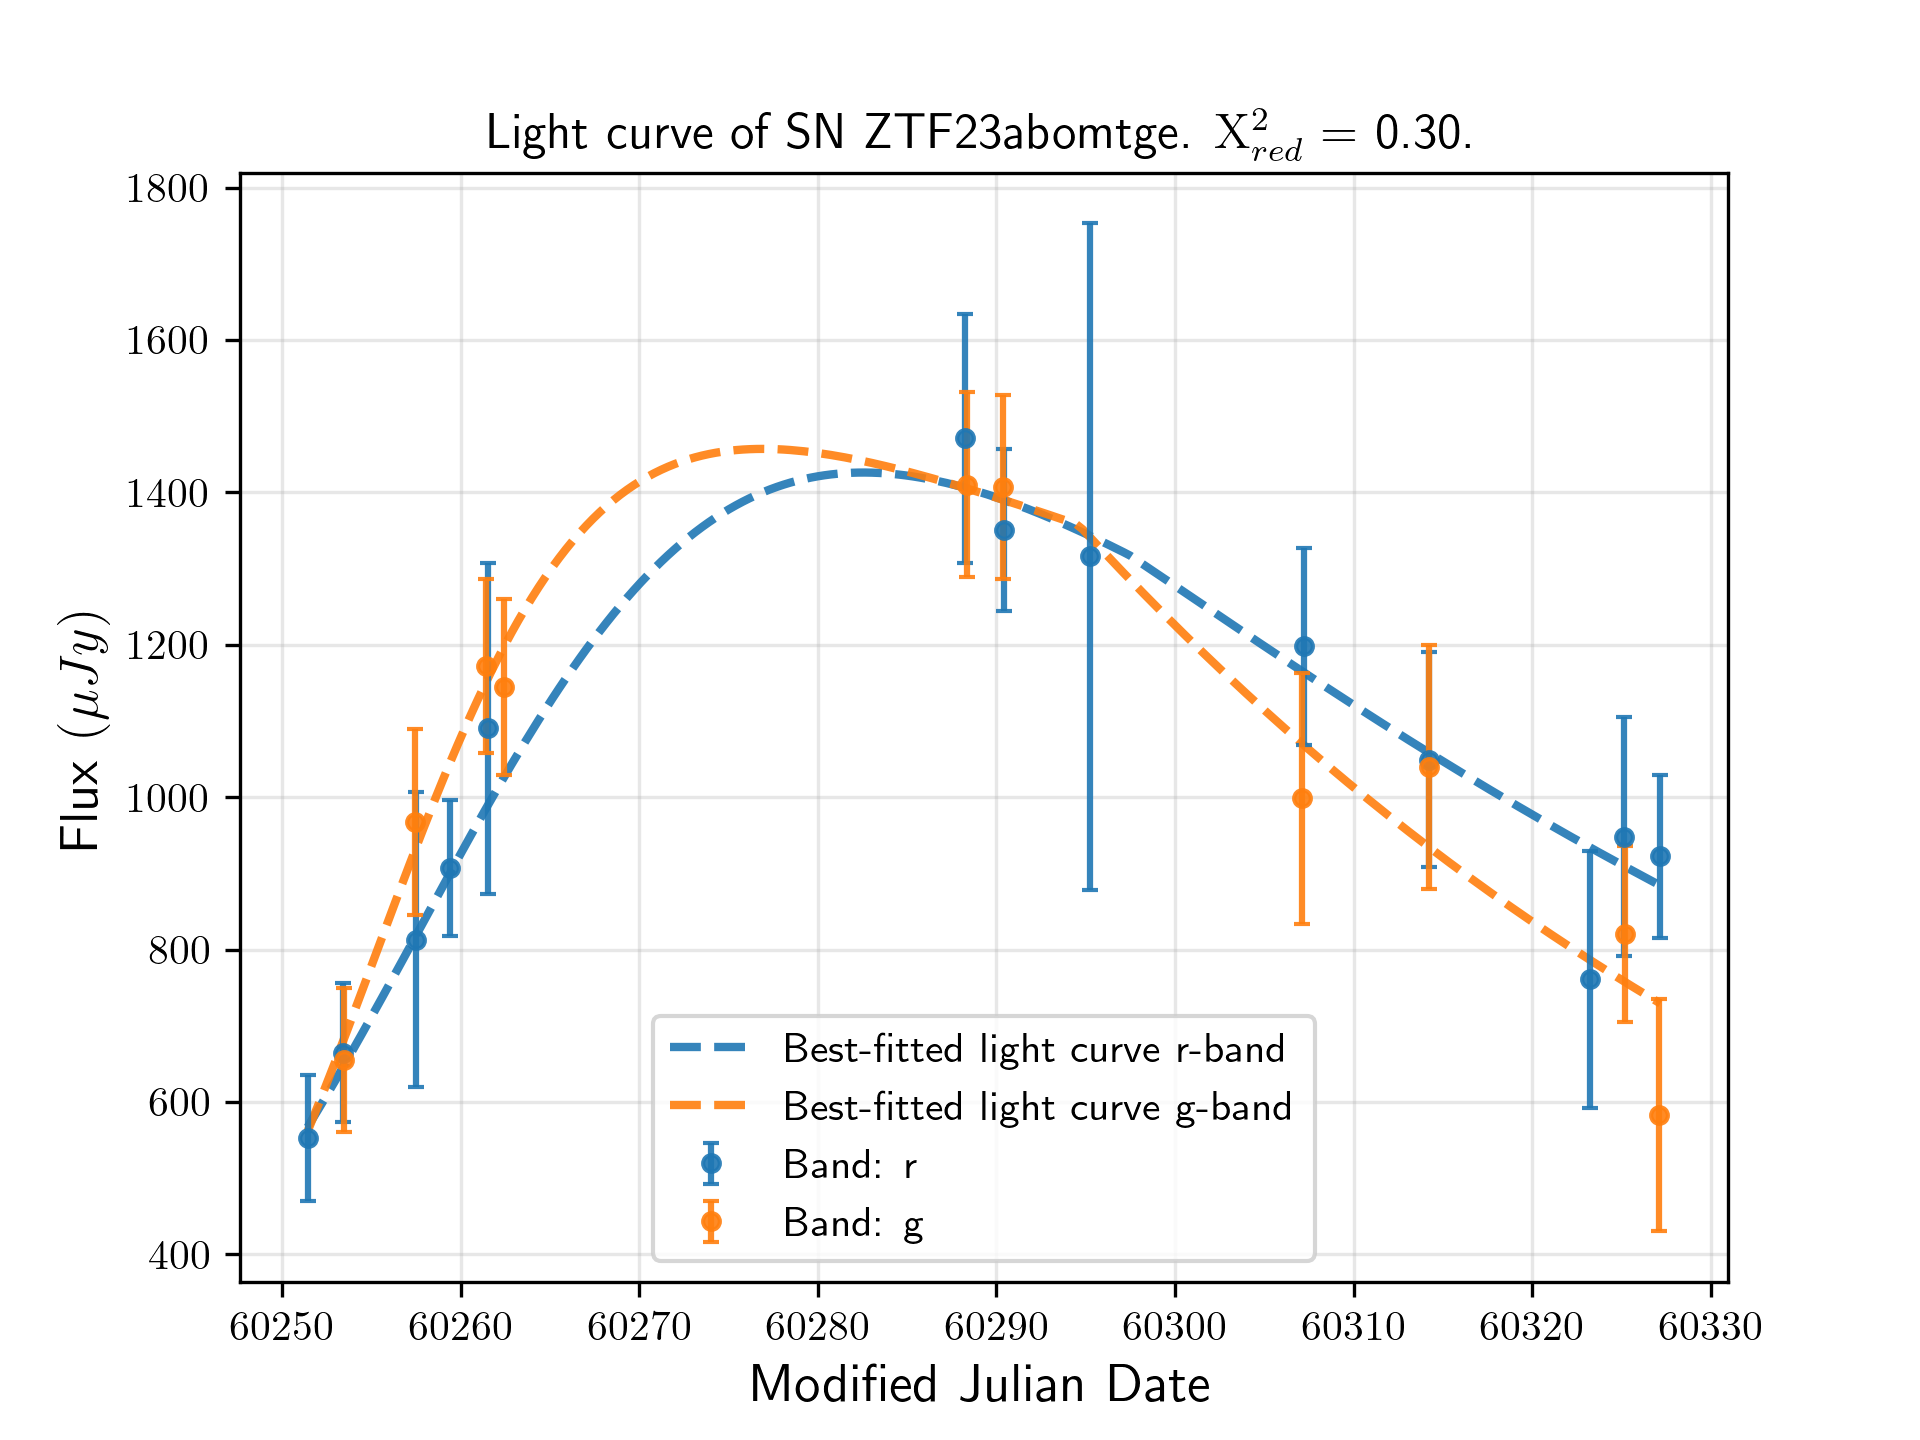 Light curve of SN ZTF23abomtge. X²_red = 0.30.
1800
1600
1400
1200
1000
800
600
400
Flux (μJy)
Best-fitted light curve r-band
Best-fitted light curve g-band
Band: r
Band: g
60250 60260 60270 60280 60290 60300 60310 60320 60330
Modified Julian Date